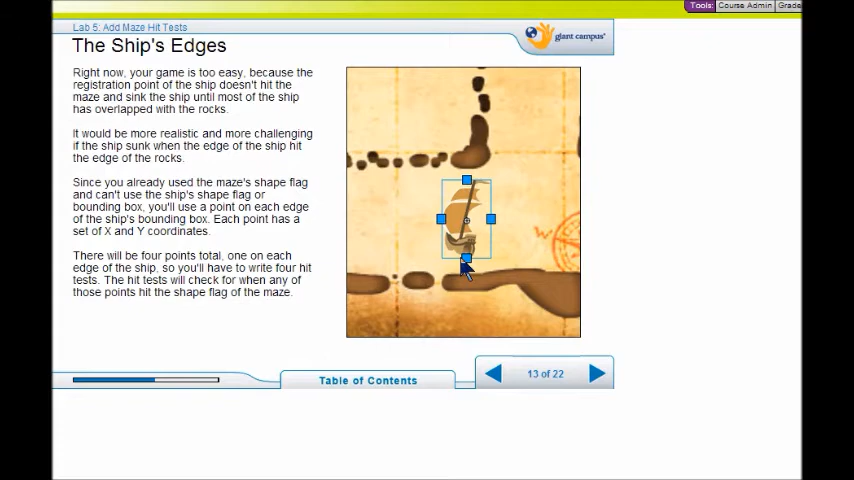 Tools: Course Admin Grade
Lab 5: Add Maze Hit Tests
The Ship's Edges
giant campus
Right now, your game is too easy, because the
registration point of the ship doesn't hit the
maze and sink the ship until most of the ship
has overlapped with the rocks.
It would be more realistic and more challenging
if the ship sunk when the edge of the ship hit
the edge of the rocks.
Since you already used the maze's shape flag
and can't use the ship's shape flag or
bounding box, you'll use a point on each edge
of the ship's bounding box. Each point has a
set of X and Y coordinates.
There will be four points total, one on each
edge of the ship, so you'll have to write four hit
tests. The hit tests will check for when any of
those points hit the shape flag of the maze.
Table of Contents
13 of 22